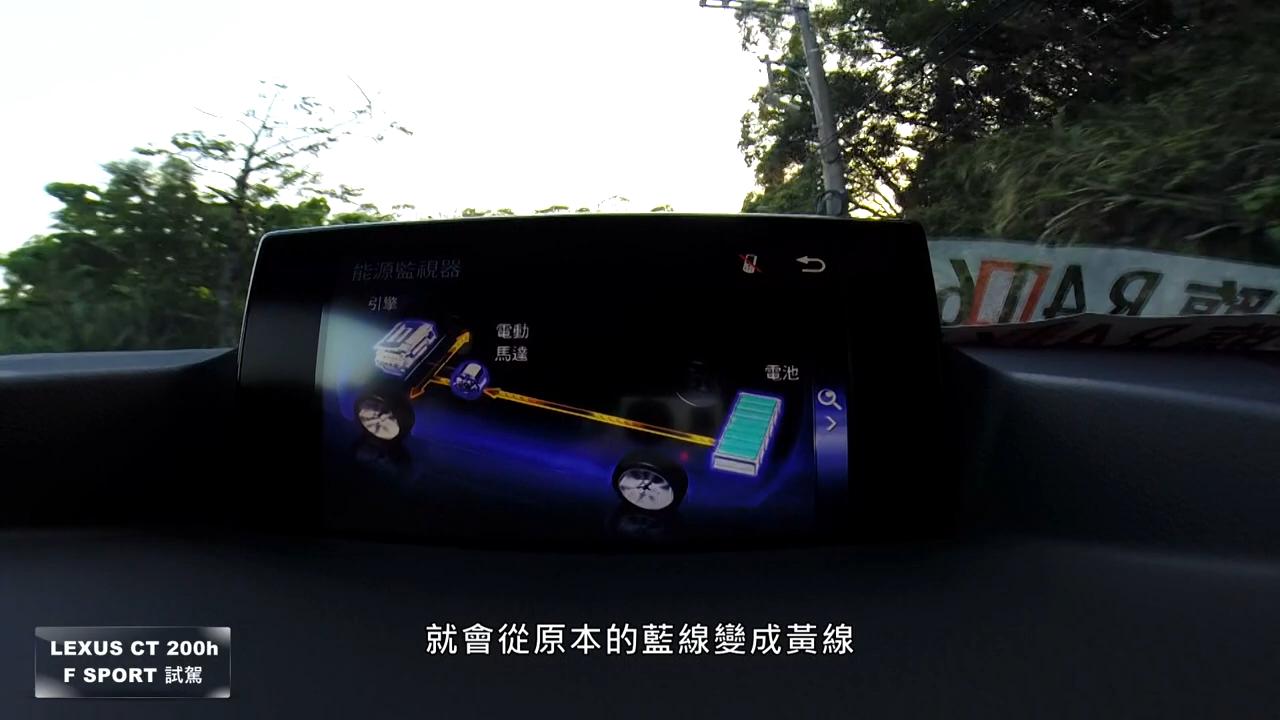 能源監視器
引擎
電動
馬達
電池
就會從原本的藍線變成黃線
LEXUS CT 200h
F SPORT 試駕